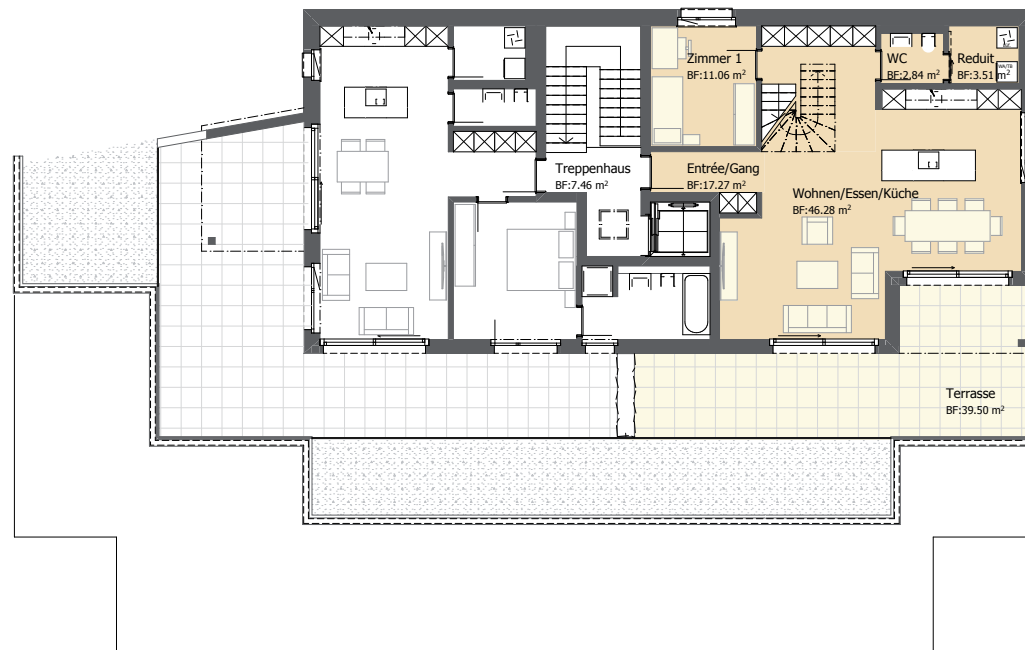 Zimmer 1
BF:11.06 m²
WC
BF:2.84 m²
Reduit
BF:3.51 m²
WA/TB
Treppenhaus
BF:7.46 m²
Entrée/Gang
BF:17.27 m²
Wohnen/Essen/Küche
BF:46.28 m²
Terrasse
BF:39.50 m²